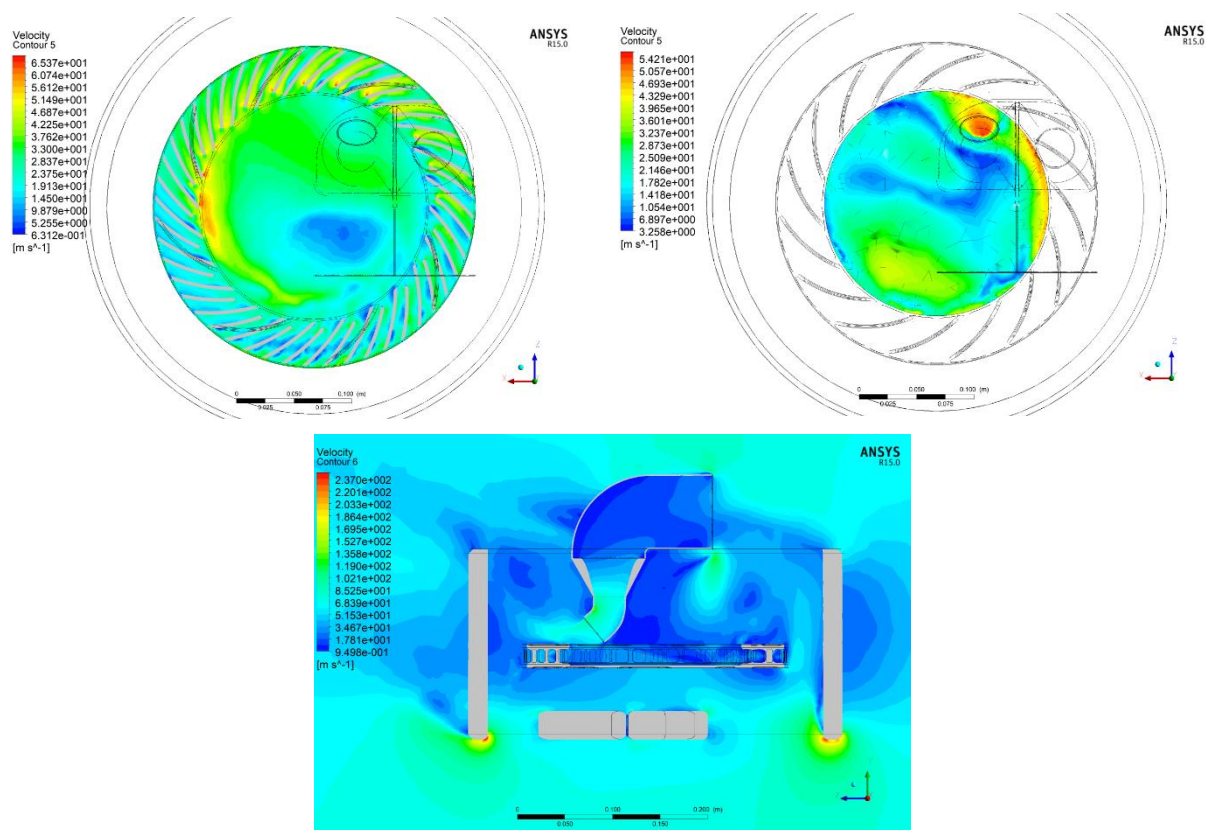 Velocity
Contour 5
6.537e+001
6.074e+001
5.612e+001
5.149e+001
4.687e+001
4.225e+001
3.762e+001
3.300e+001
2.837e+001
2.375e+001
1.913e+001
1.450e+001
9.879e+000
5.255e+000
6.312e-001
[m s^-1]
ANSYS
R15.0
Z
X
0
0.025
0.050
0.075
0.100 (m)
Velocity
Contour 5
5.421e+001
5.057e+001
4.693e+001
4.329e+001
3.965e+001
3.601e+001
3.237e+001
2.873e+001
2.509e+001
2.146e+001
1.782e+001
1.418e+001
1.054e+001
6.897e+000
3.258e+000
[m s^-1]
ANSYS
R15.0
Z
X
0
0.025
0.050
0.075
0.100 (m)
Velocity
Contour 6
2.370e+002
2.201e+002
2.033e+002
1.864e+002
1.695e+002
1.527e+002
1.358e+002
1.190e+002
1.021e+002
8.525e+001
6.839e+001
5.153e+001
3.467e+001
1.781e+001
9.498e-001
[m s^-1]
ANSYS
R15.0
0
0.050
0.100
0.150
0.200 (m)